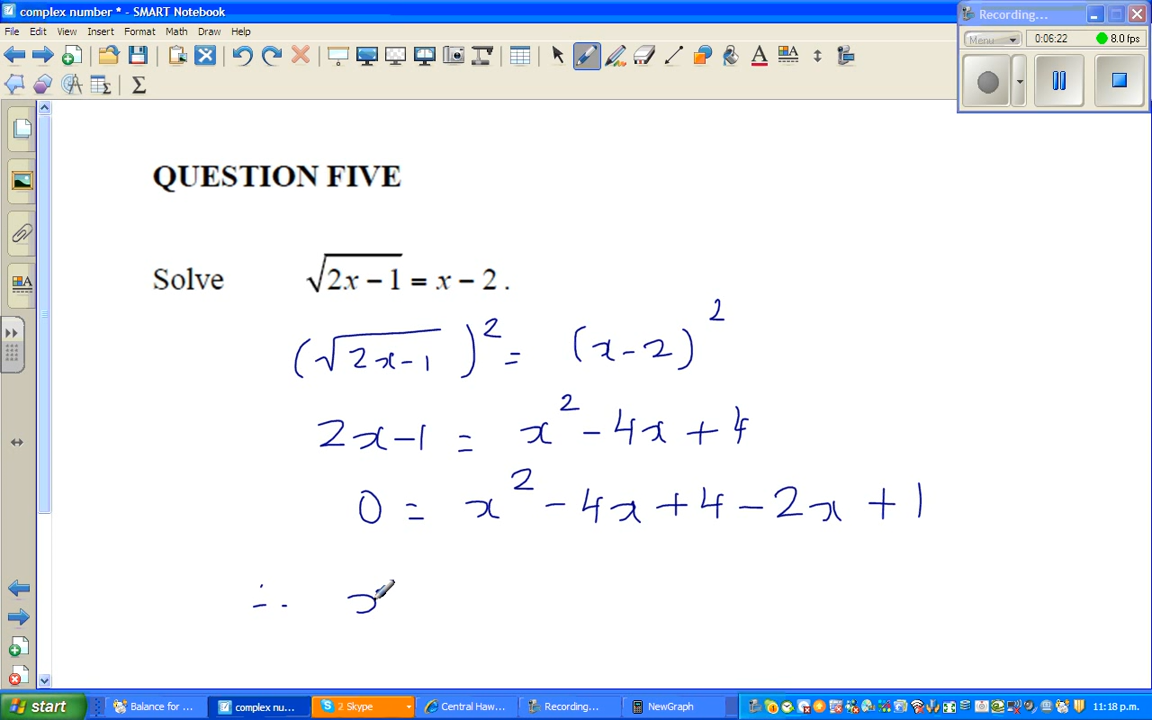 complex number * - SMART Notebook
Recording...
File Edit View Insert Format Math Draw Help
Menu 0:06:22 8.0 fps
QUESTION FIVE
Solve √(2x − 1) = x − 2 .
(√(2x-1))² = (x-2)²
2x-1 = x² - 4x + 4
0 = x² - 4x + 4 - 2x + 1
∴ x
start Balance for ... complex nu... 2 Skype Central Haw... Recording... NewGraph 11:18 p.m.